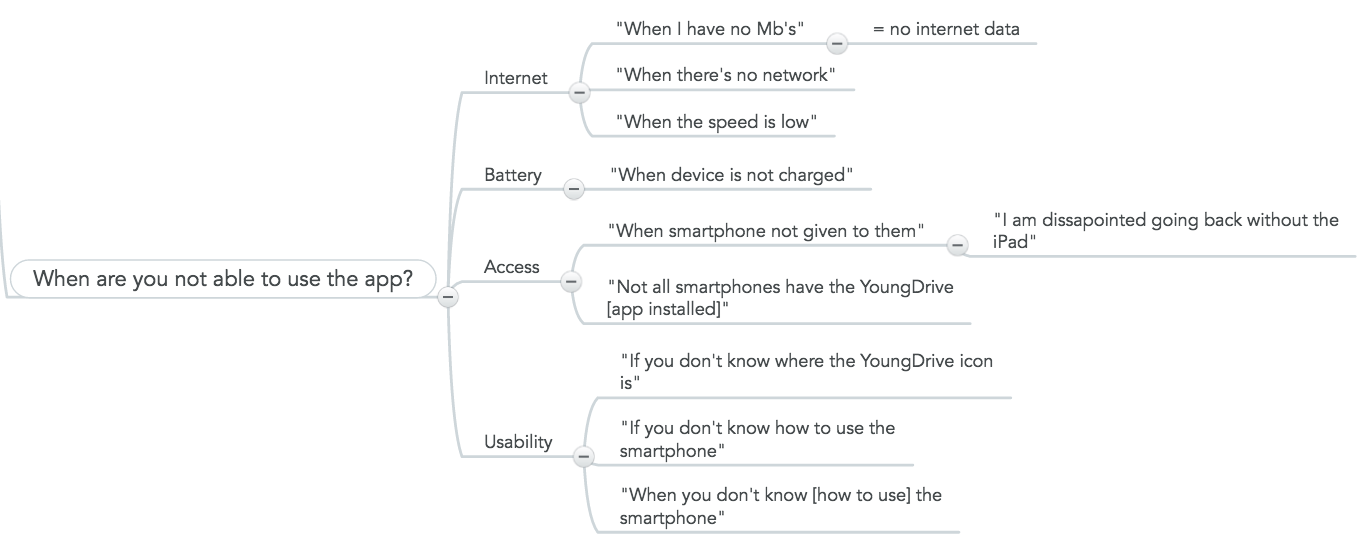 When are you not able to use the app?
Internet
"When I have no Mb's"
= no internet data
"When there's no network"
"When the speed is low"
Battery
"When device is not charged"
Access
"When smartphone not given to them"
"I am dissapointed going back without the
iPad"
"Not all smartphones have the YoungDrive
[app installed]"
Usability
"If you don't know where the YoungDrive icon
is"
"If you don't know how to use the
smartphone"
"When you don't know [how to use] the
smartphone"